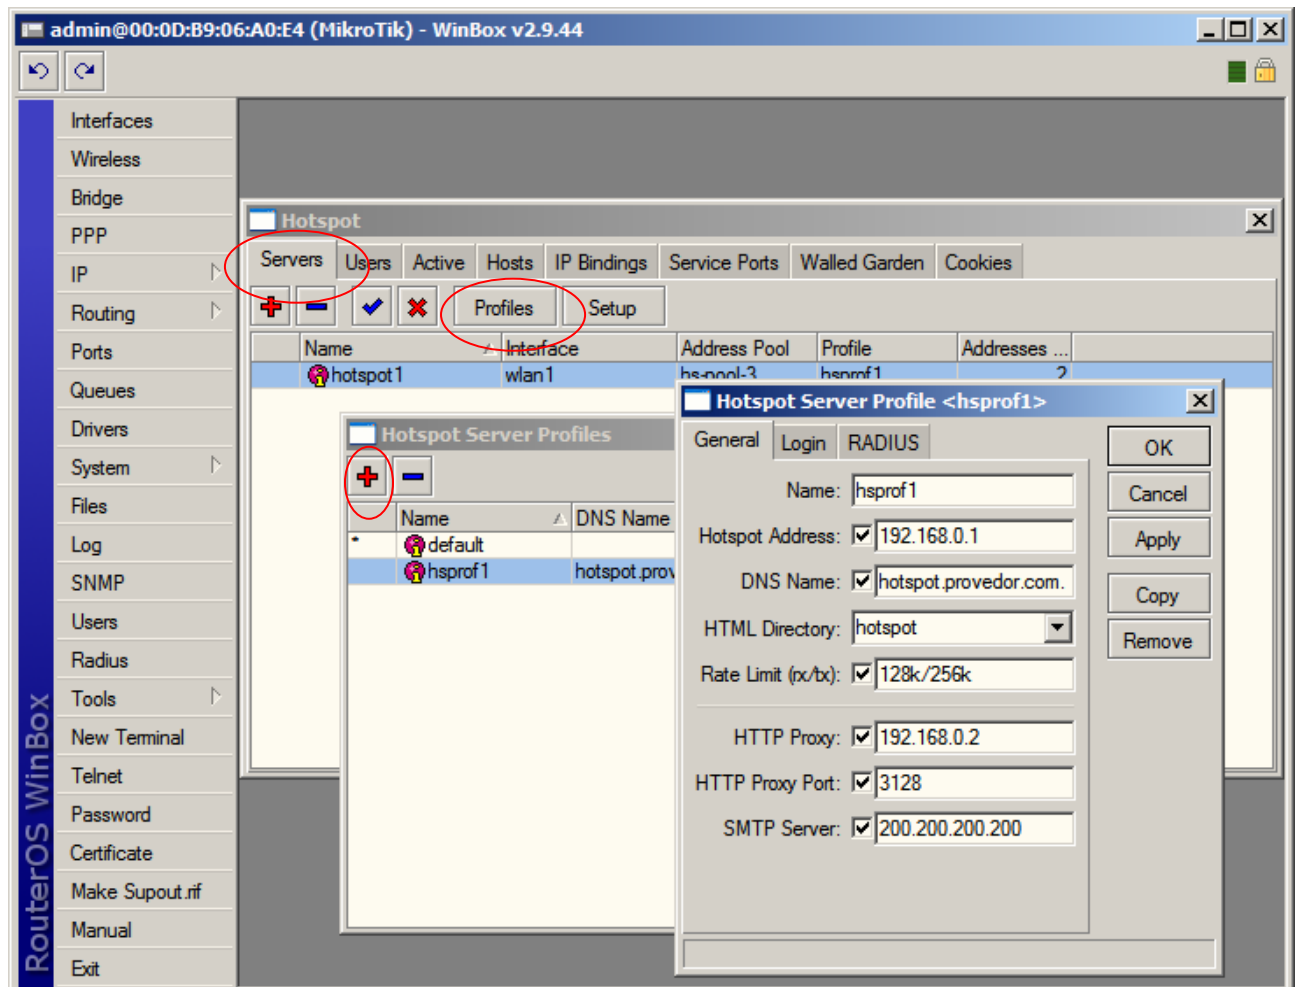 admin@00:0D:B9:06:A0:E4 (MikroTik) - WinBox v2.9.44
RouterOS WinBox
Interfaces
Wireless
Bridge
PPP
IP
Routing
Ports
Queues
Drivers
System
Files
Log
SNMP
Users
Radius
Tools
New Terminal
Telnet
Password
Certificate
Make Supout.rif
Manual
Exit
Hotspot
Servers Users Active Hosts IP Bindings Service Ports Walled Garden Cookies
Profiles Setup
Name Interface Address Pool Profile Addresses ...
hotspot1 wlan1 hs-pool-3 hsprof1 2
Hotspot Server Profiles
Name DNS Name
* default
hsprof1 hotspot.prov
Hotspot Server Profile <hsprof1>
General Login RADIUS
Name: hsprof1
Hotspot Address: 192.168.0.1
DNS Name: hotspot.provedor.com.
HTML Directory: hotspot
Rate Limit (rx/tx): 128k/256k
HTTP Proxy: 192.168.0.2
HTTP Proxy Port: 3128
SMTP Server: 200.200.200.200
OK
Cancel
Apply
Copy
Remove